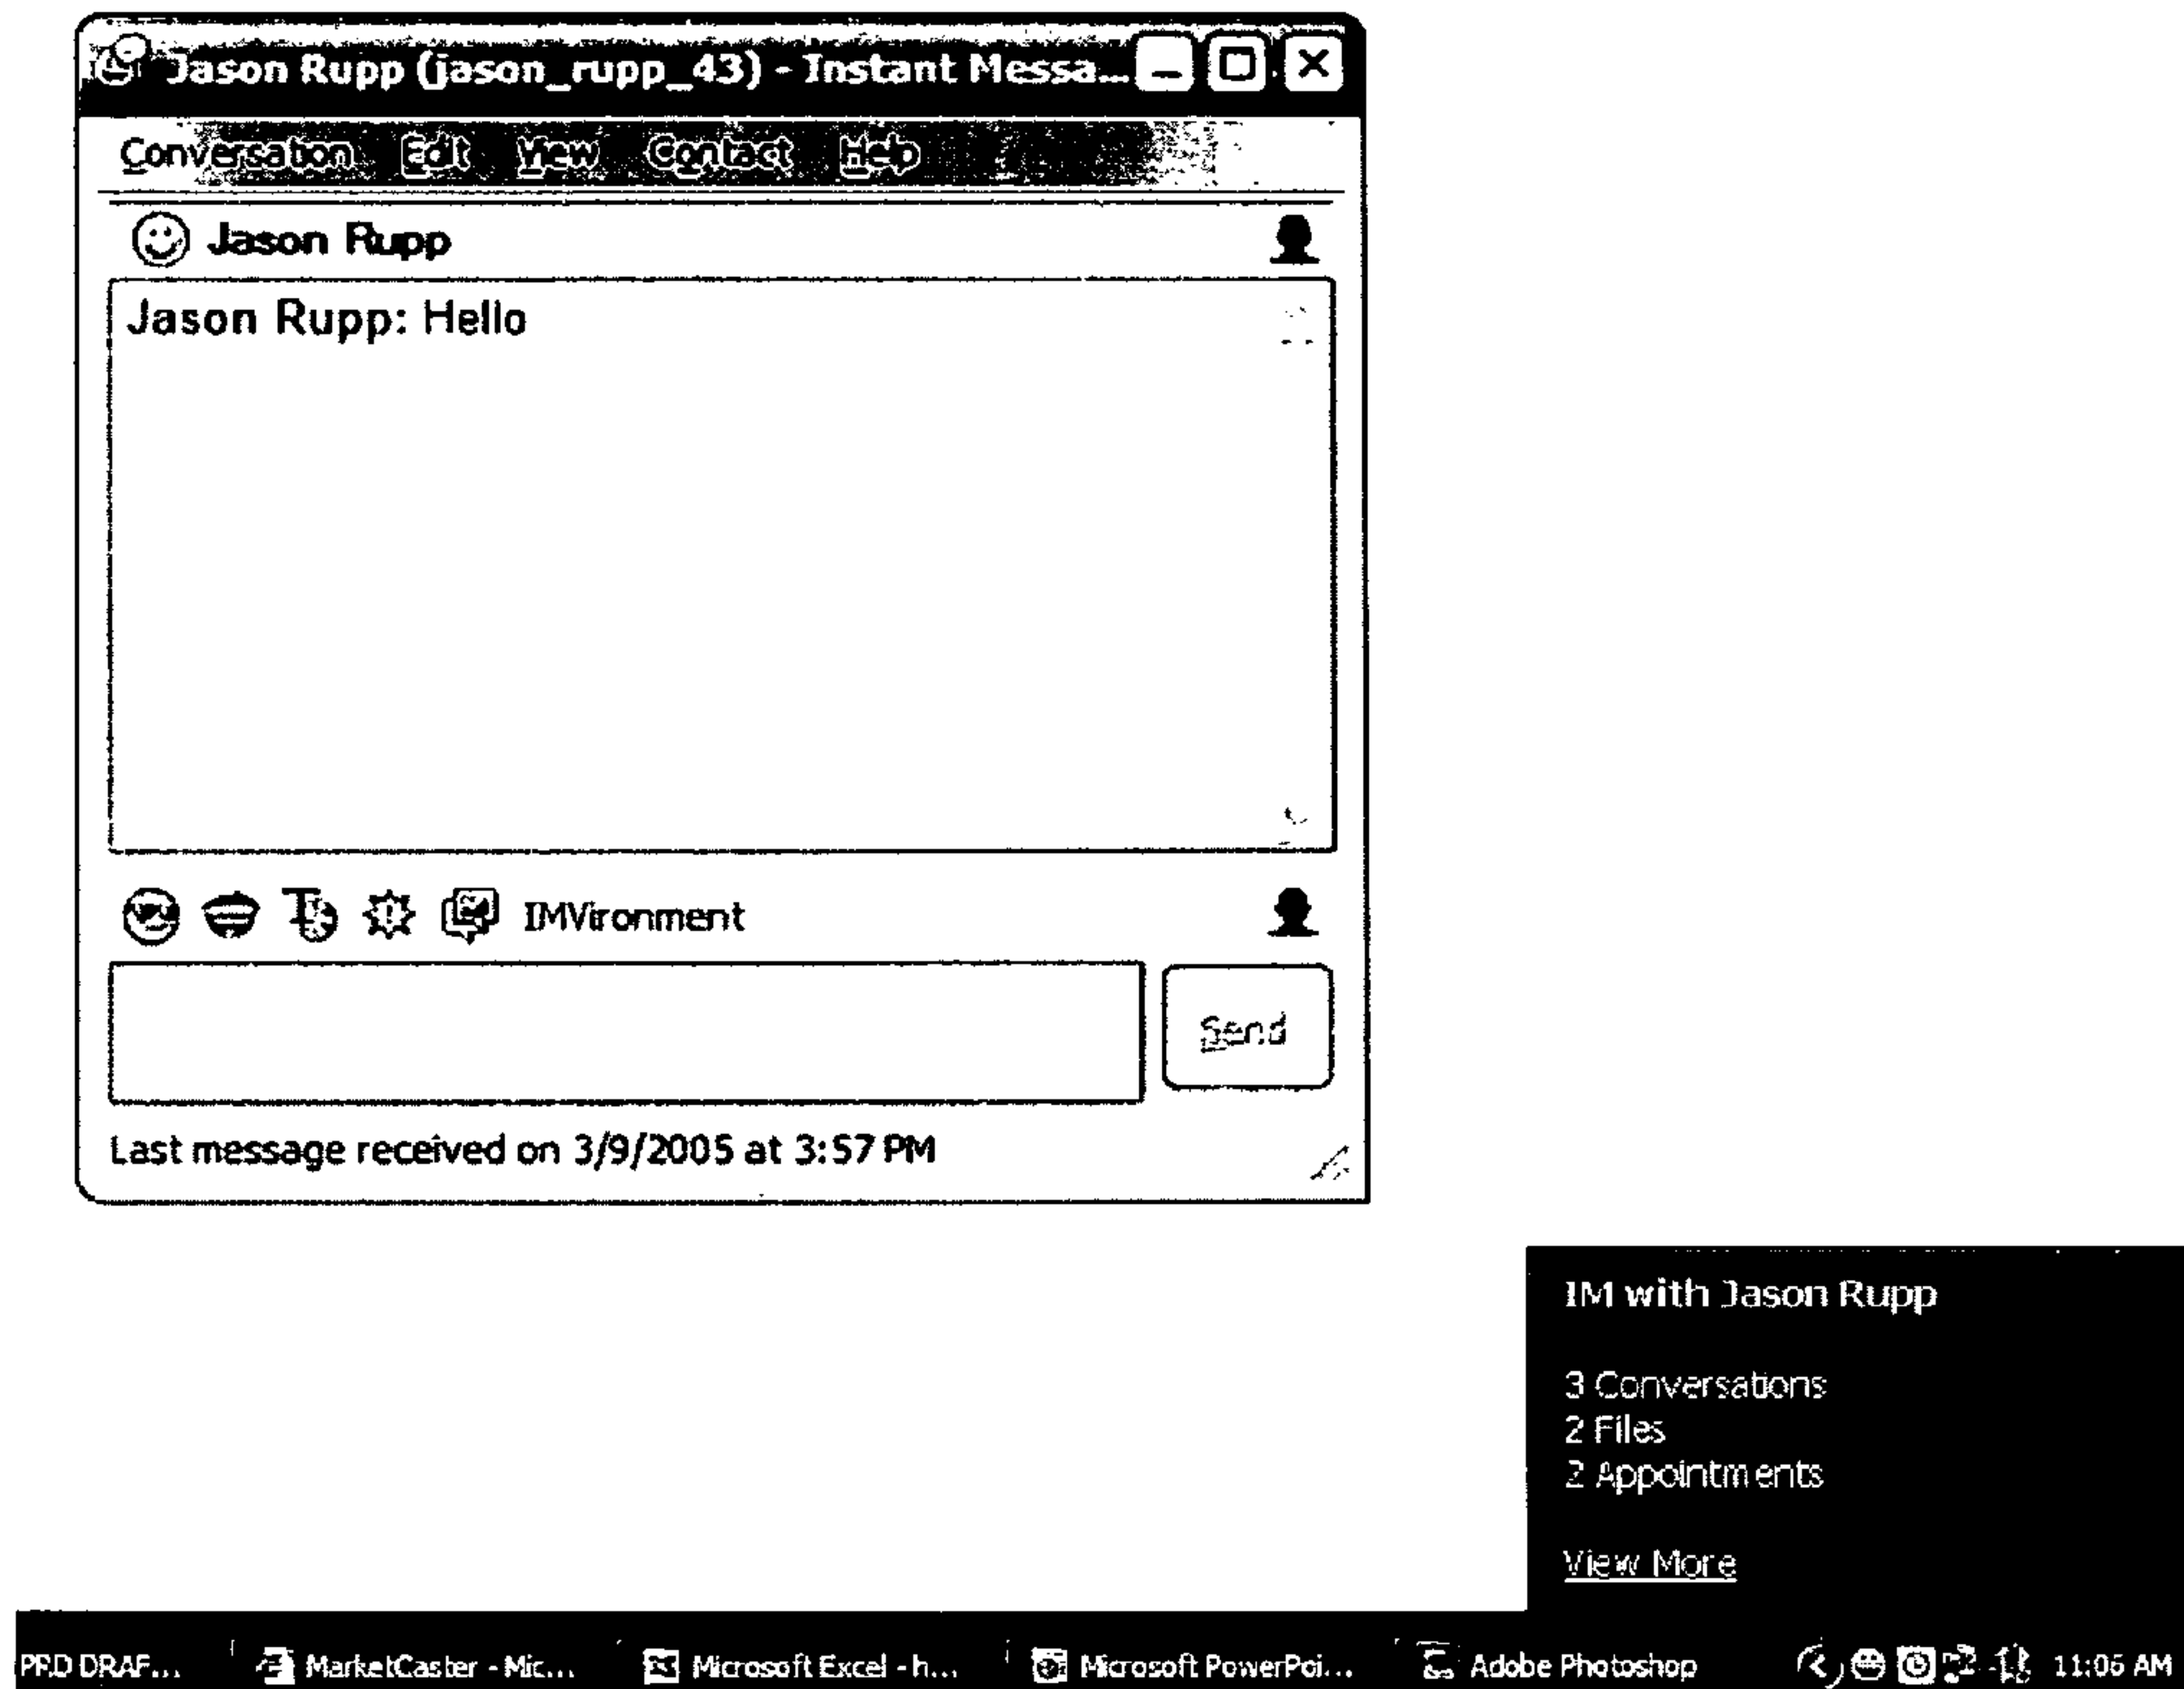 Jason Rupp (jason_rupp_43) - Instant Messa...
Conversation Edit View Contact Help
Jason Rupp
Jason Rupp: Hello
IMVironment
Send
Last message received on 3/9/2005 at 3:57 PM
IM with Jason Rupp
3 Conversations
2 Files
2 Appointments
View More
PRD DRAF... MarketCaster - Mic... Microsoft Excel - h... Microsoft PowerPoi... Adobe Photoshop 11:06 AM